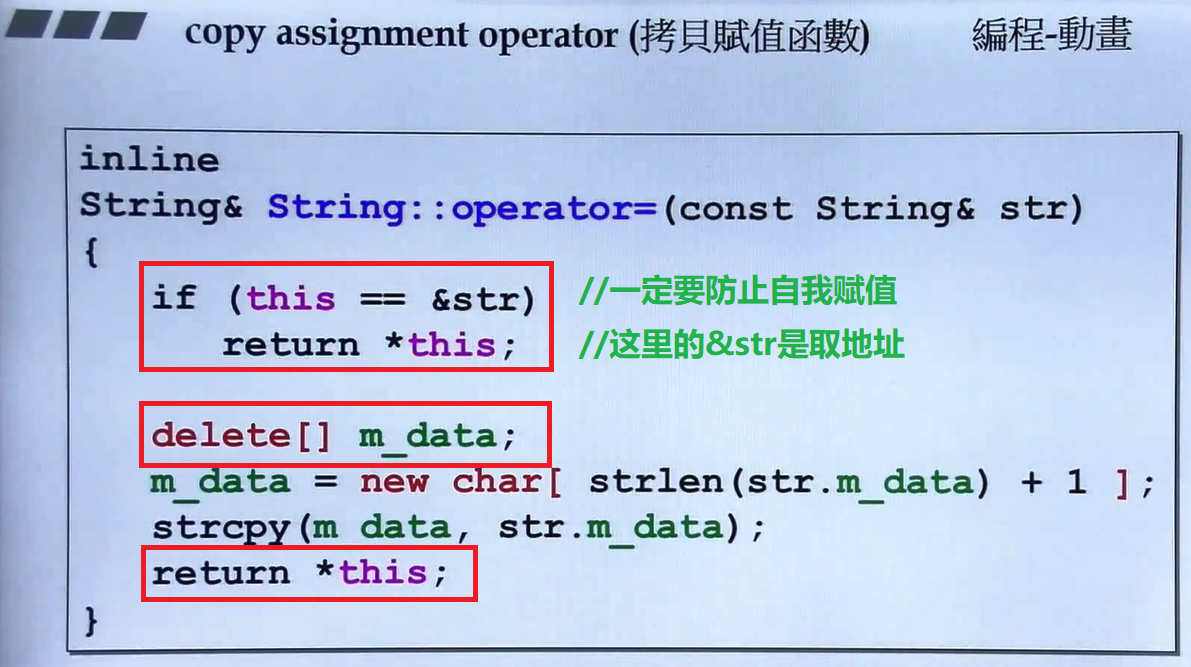 copy assignment operator (拷貝賦值函數) 編程-動畫
inline
String& String::operator=(const String& str)
{
if (this == &str) //一定要防止自我赋值
return *this; //这里的&str是取地址
delete[] m_data;
m_data = new char[ strlen(str.m_data) + 1 ];
strcpy(m_data, str.m_data);
return *this;
}